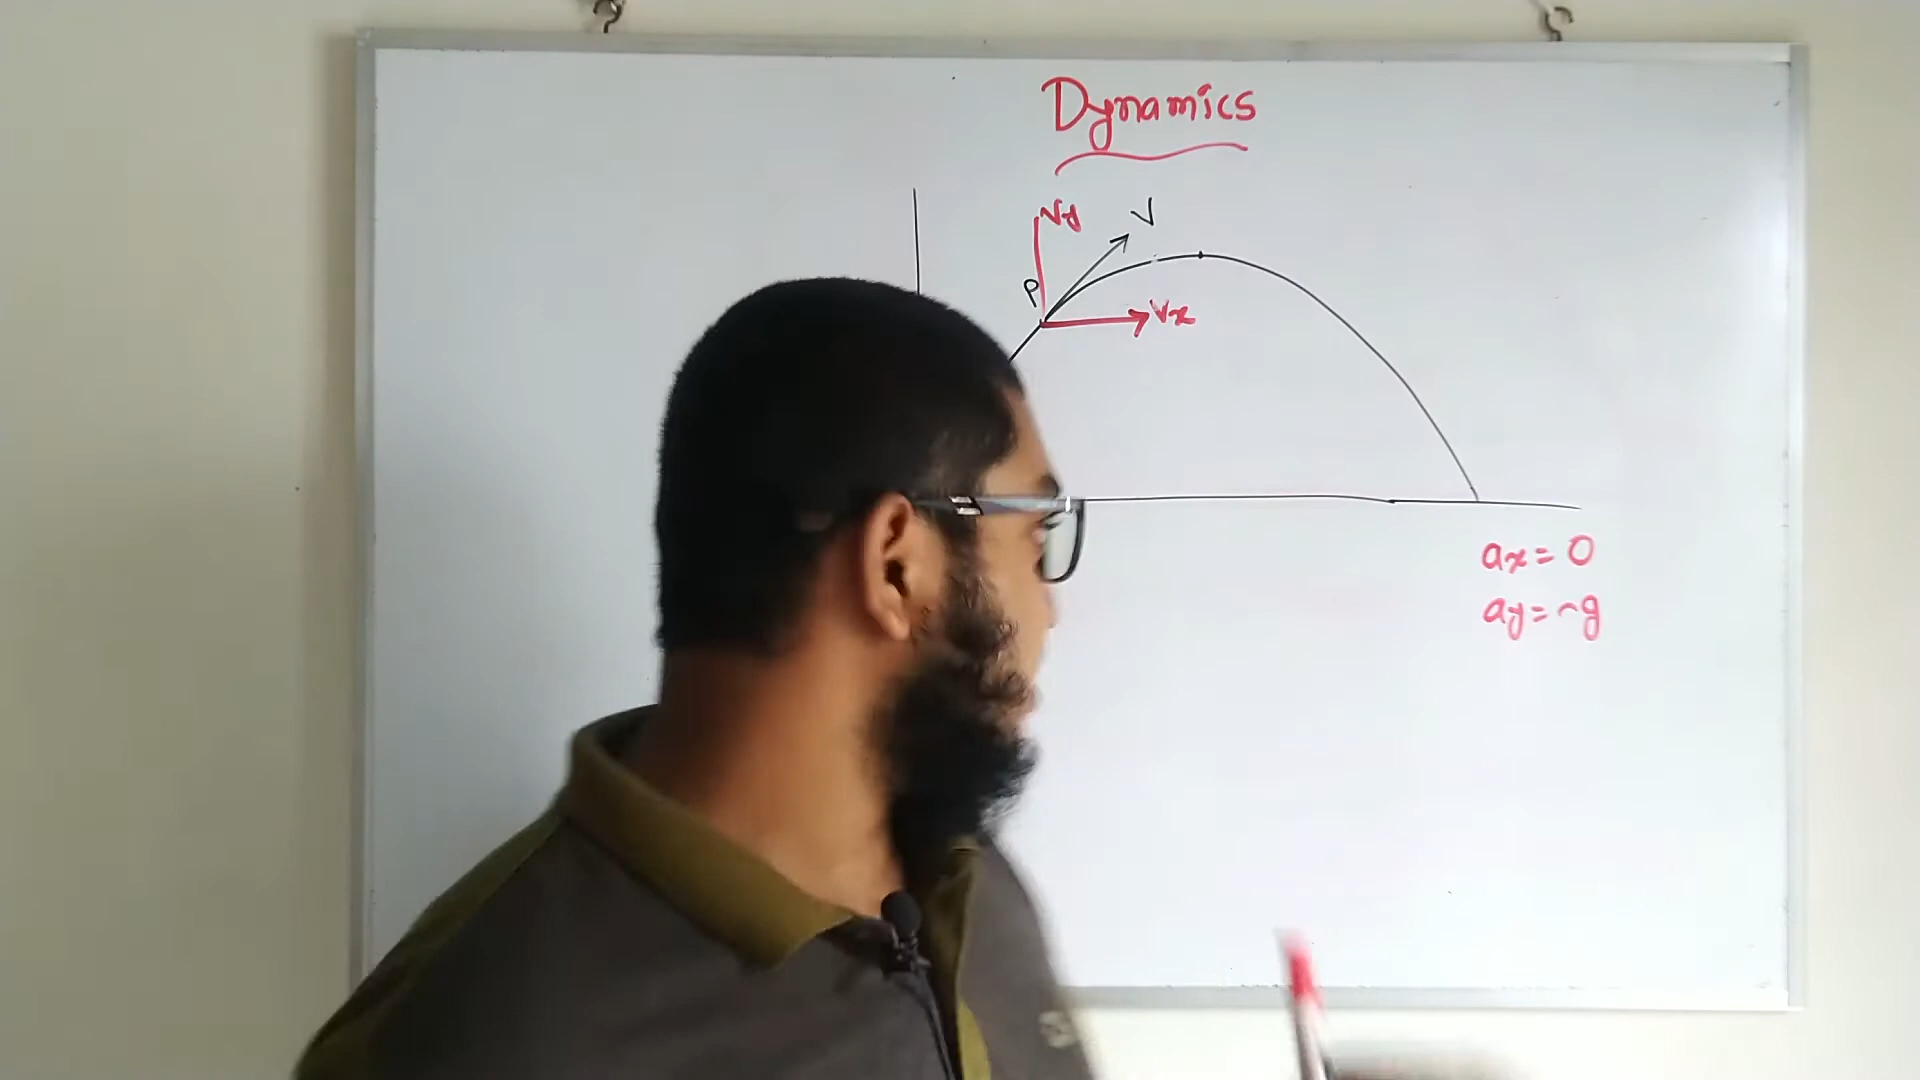 Dynamics
Vy
V
P
Vx
ax = 0
ay = -g